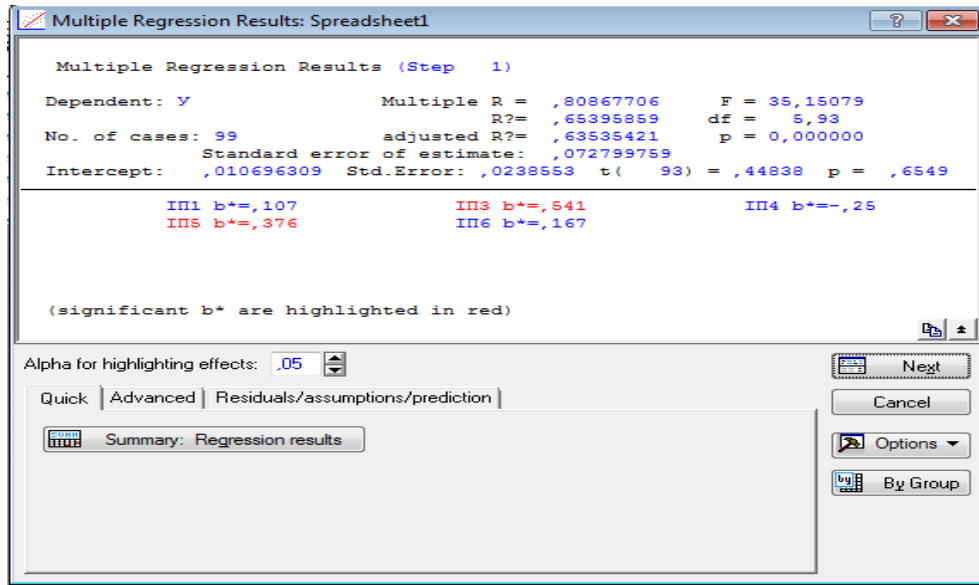 Multiple Regression Results: Spreadsheet1
Multiple Regression Results (Step 1)
Dependent: У Multiple R = ,80867706 F = 35,15079
R?= ,65395859 df = 5,93
No. of cases: 99 adjusted R?= ,63535421 p = 0,000000
Standard error of estimate: ,072799759
Intercept: ,010696309 Std.Error: ,0238553 t( 93) = ,44838 p = ,6549
ІП1 b*=,107 ІП3 b*=,541 ІП4 b*=-,25
ІП5 b*=,376 ІП6 b*=,167
(significant b* are highlighted in red)
Alpha for highlighting effects: ,05
Next
Quick Advanced Residuals/assumptions/prediction
Cancel
Summary: Regression results
Options
By Group